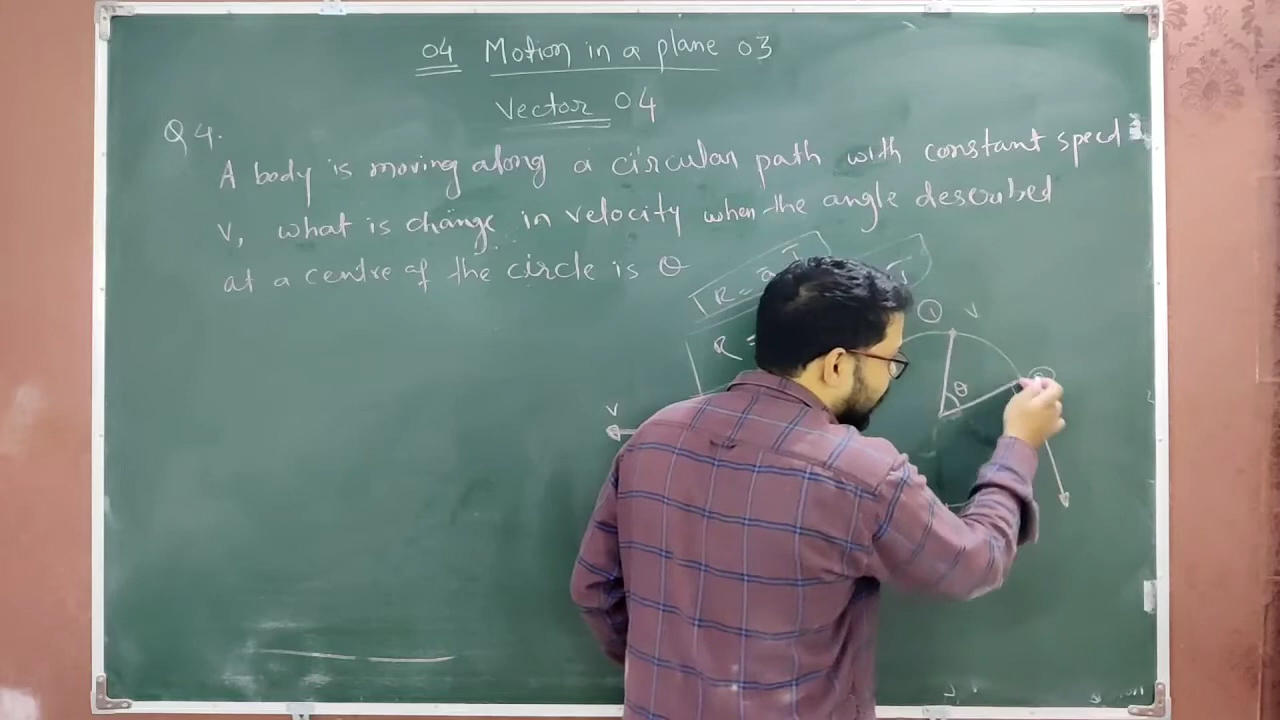 04 Motion in a plane 03
Vector 04
Q4.
A body is moving along a circular path with constant speed
V, what is change in velocity when the angle described
at a centre of the circle is θ
R =
R =
① V
θ
V